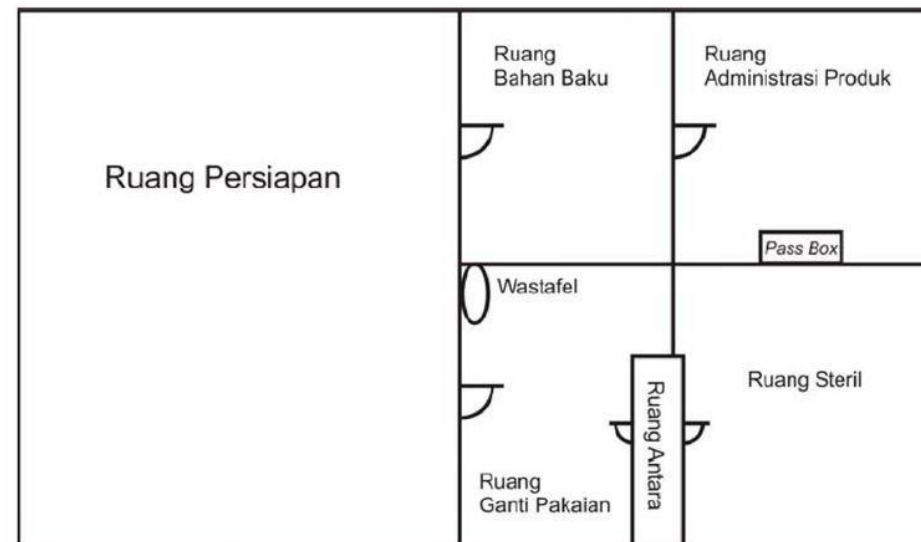 Ruang Persiapan
Ruang
Bahan Baku
Ruang
Administrasi Produk
Pass Box
Wastafel
Ruang Steril
Ruang Antara
Ruang
Ganti Pakaian